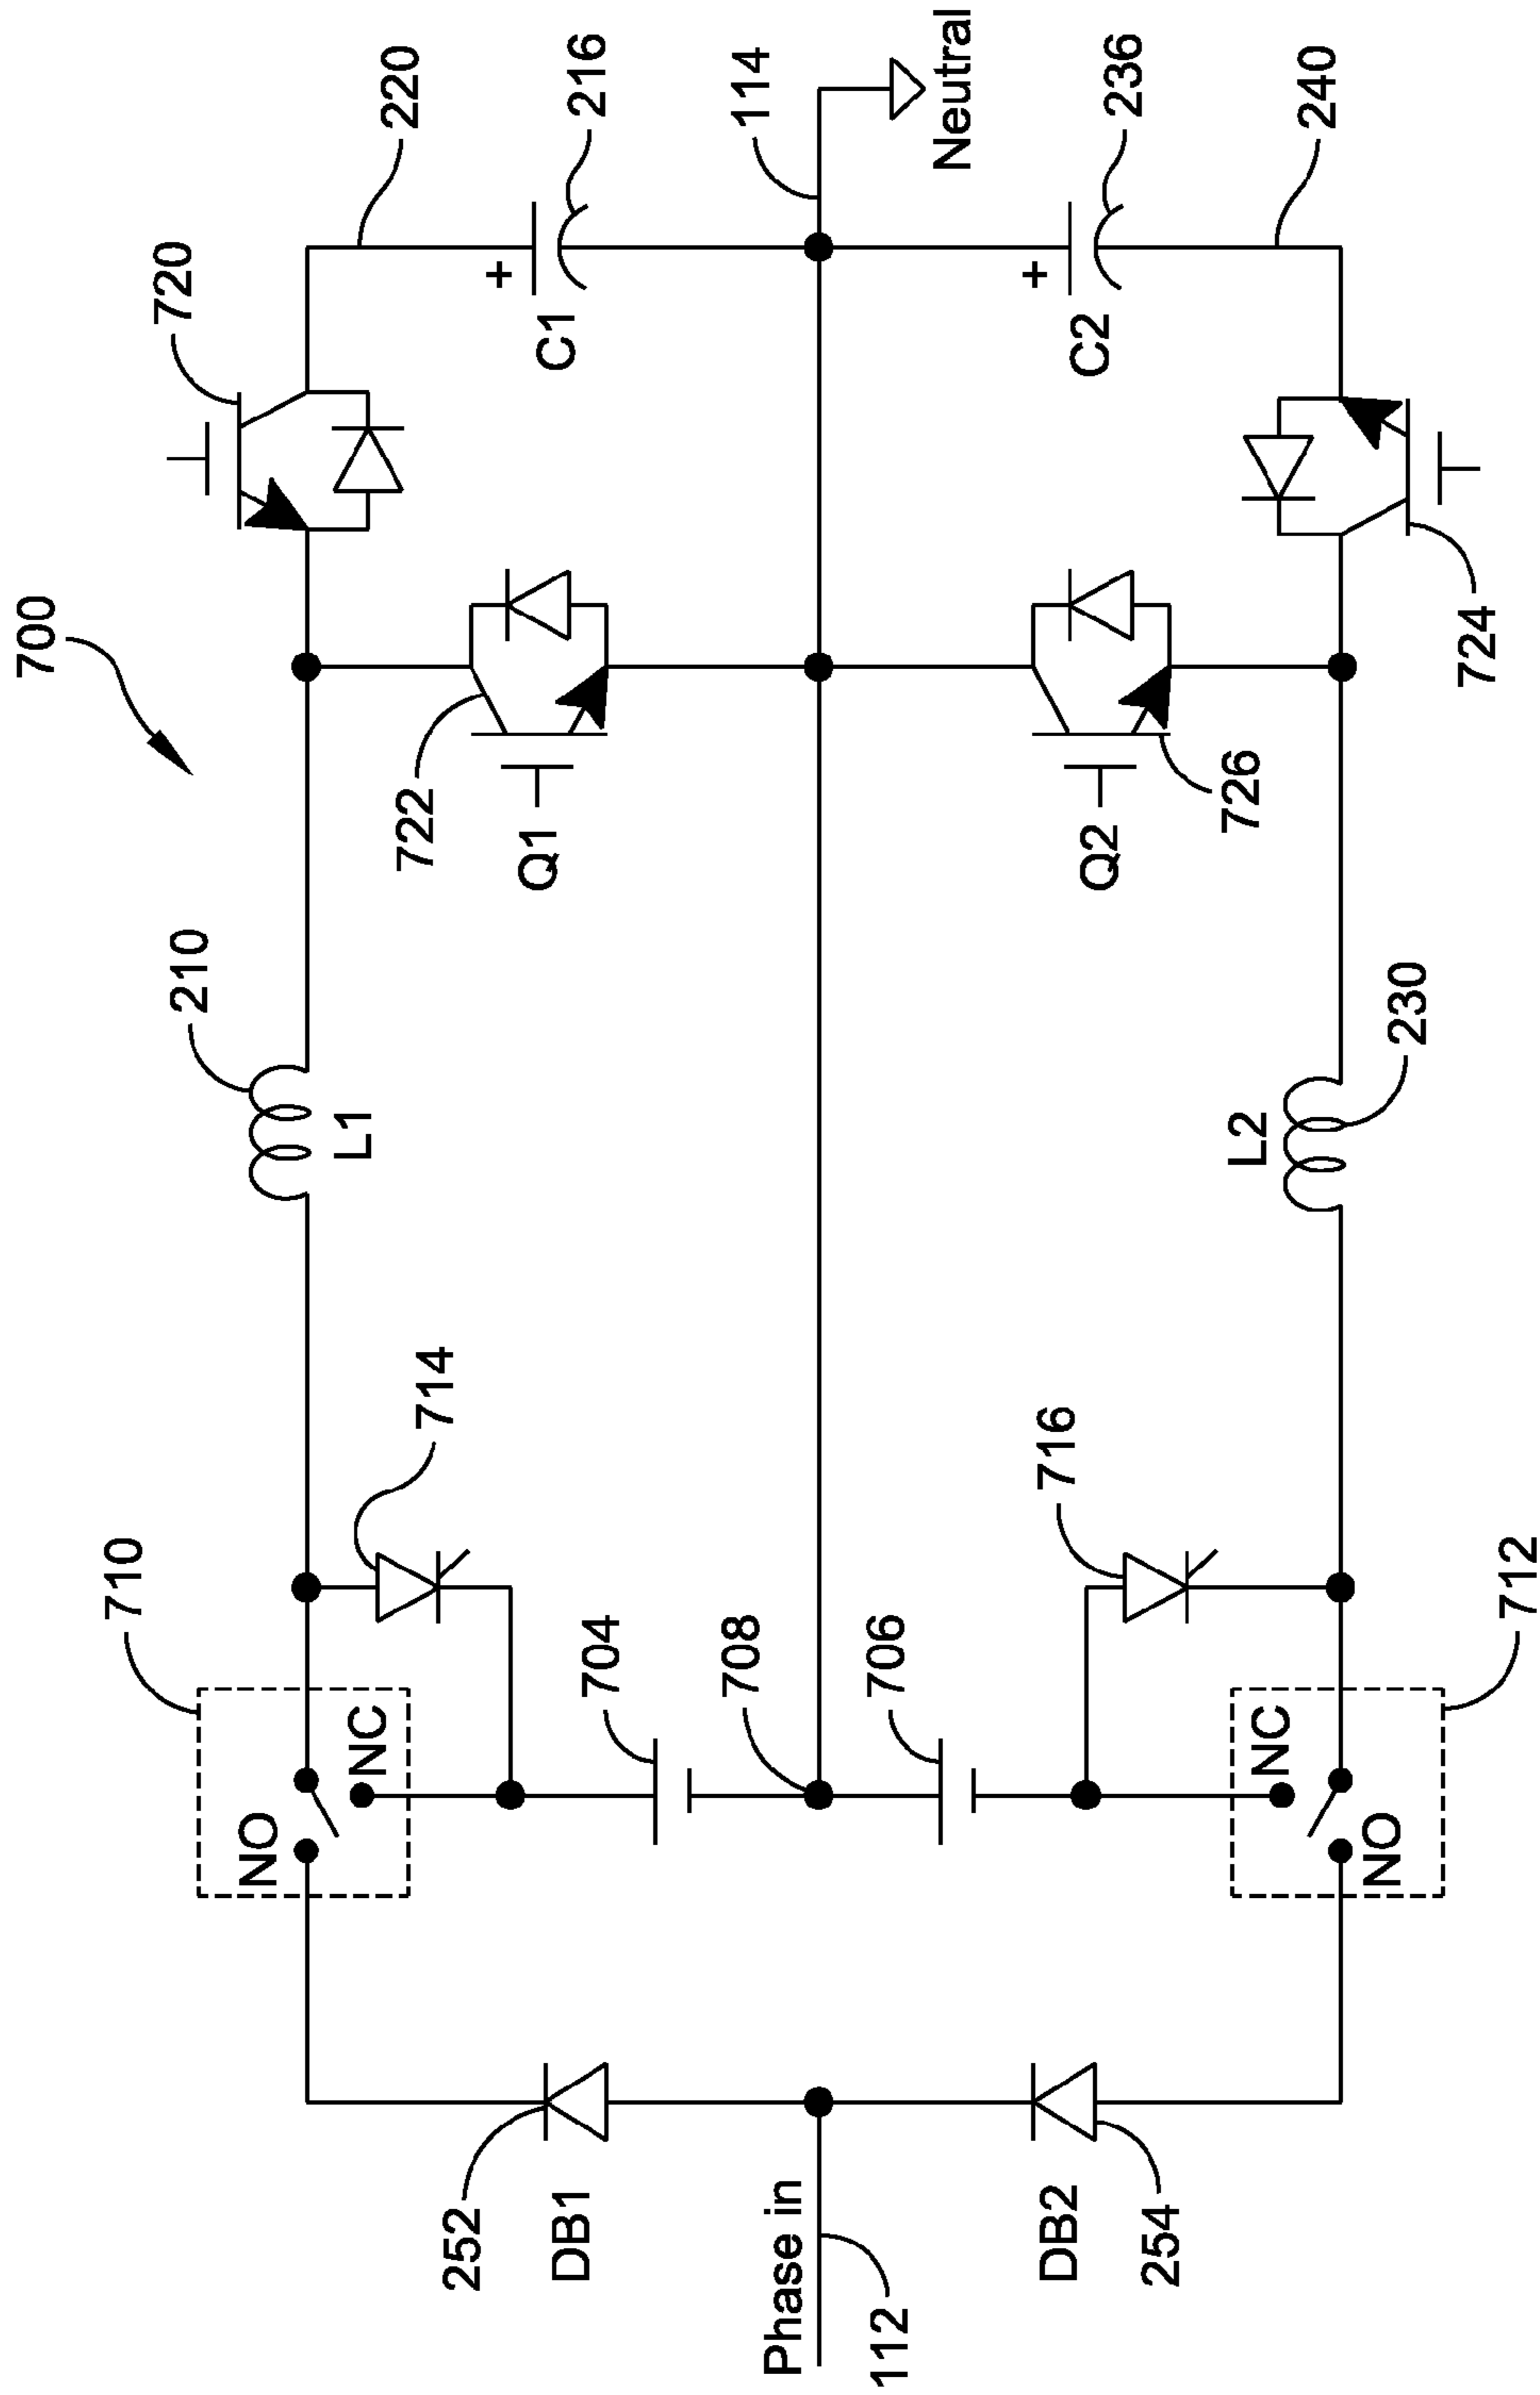 700
720
220
216
C1
+
210
L1
710
NO
NC
714
722
Q1
704
114
Neutral
708
252
DB1
Phase in
112
706
236
C2
+
Q2
726
240
724
716
L2
230
NC
NO
712
DB2
254